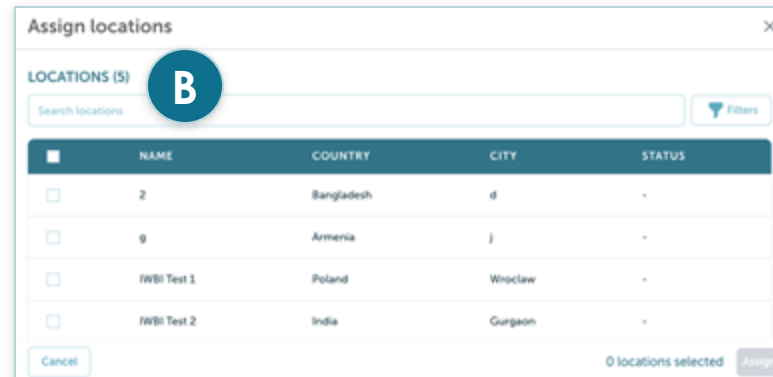 Assign locations ×
LOCATIONS (5)
B
Search locations Filters
NAME COUNTRY CITY STATUS
2 Bangladesh d -
g Armenia j -
IWBI Test 1 Poland Wroclaw -
IWBI Test 2 India Gurgaon -
Cancel 0 locations selected Assign